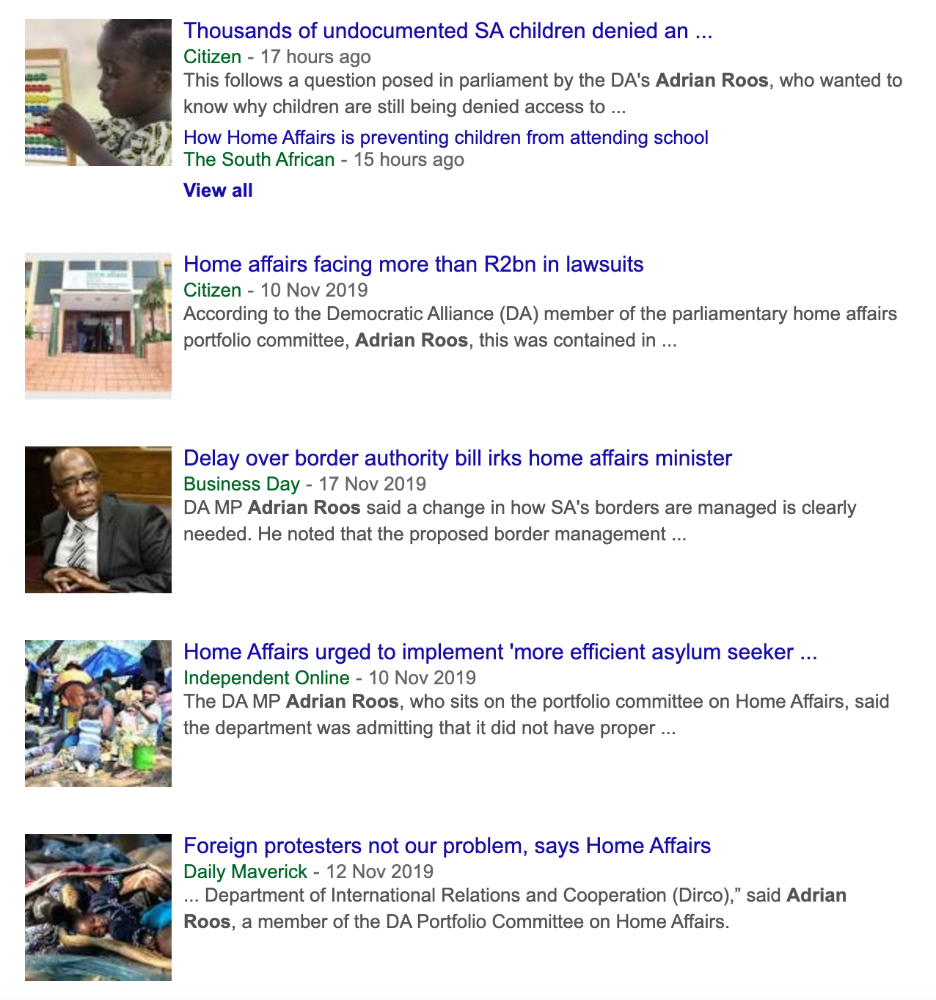 Thousands of undocumented SA children denied an ...
Citizen - 17 hours ago
This follows a question posed in parliament by the DA's Adrian Roos, who wanted to
know why children are still being denied access to ...
How Home Affairs is preventing children from attending school
The South African - 15 hours ago
View all
Home affairs facing more than R2bn in lawsuits
Citizen - 10 Nov 2019
According to the Democratic Alliance (DA) member of the parliamentary home affairs
portfolio committee, Adrian Roos, this was contained in ...
Delay over border authority bill irks home affairs minister
Business Day - 17 Nov 2019
DA MP Adrian Roos said a change in how SA's borders are managed is clearly
needed. He noted that the proposed border management ...
Home Affairs urged to implement 'more efficient asylum seeker ...
Independent Online - 10 Nov 2019
The DA MP Adrian Roos, who sits on the portfolio committee on Home Affairs, said
the department was admitting that it did not have proper ...
Foreign protesters not our problem, says Home Affairs
Daily Maverick - 12 Nov 2019
... Department of International Relations and Cooperation (Dirco),” said Adrian
Roos, a member of the DA Portfolio Committee on Home Affairs.